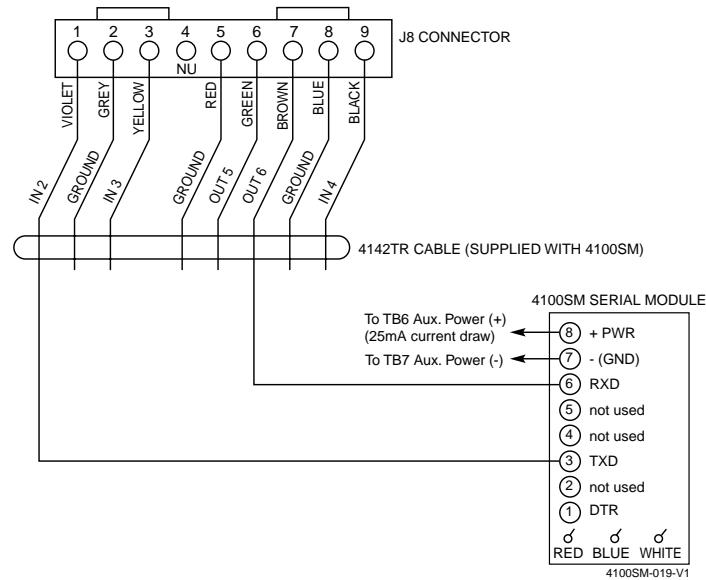 1 2 3 4 5 6 7 8 9
J8 CONNECTOR
NU
VIOLET
GREY
YELLOW
RED
GREEN
BROWN
BLUE
BLACK
IN 2
GROUND
IN 3
GROUND
OUT 5
OUT 6
GROUND
IN 4
4142TR CABLE (SUPPLIED WITH 4100SM)
4100SM SERIAL MODULE
To TB6 Aux. Power (+)
(25mA current draw)
To TB7 Aux. Power (-)
8 + PWR
7 - (GND)
6 RXD
5 not used
4 not used
3 TXD
2 not used
1 DTR
RED BLUE WHITE
4100SM-019-V1